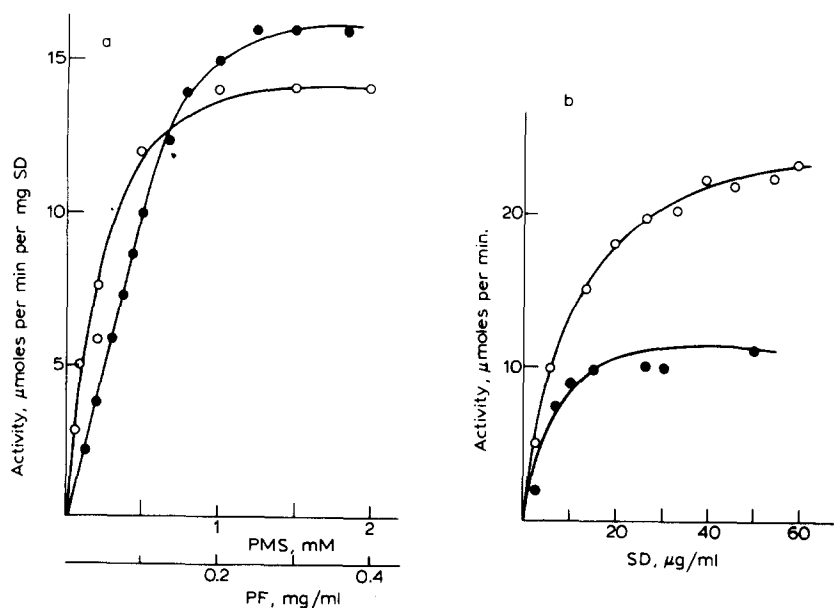 a
15
10
5
Activity, μmoles per min per mg SD
1
2
PMS, mM
0.2
0.4
PF, mg/ml
b
20
10
Activity, μmoles per min.
20
40
60
SD, μg/ml